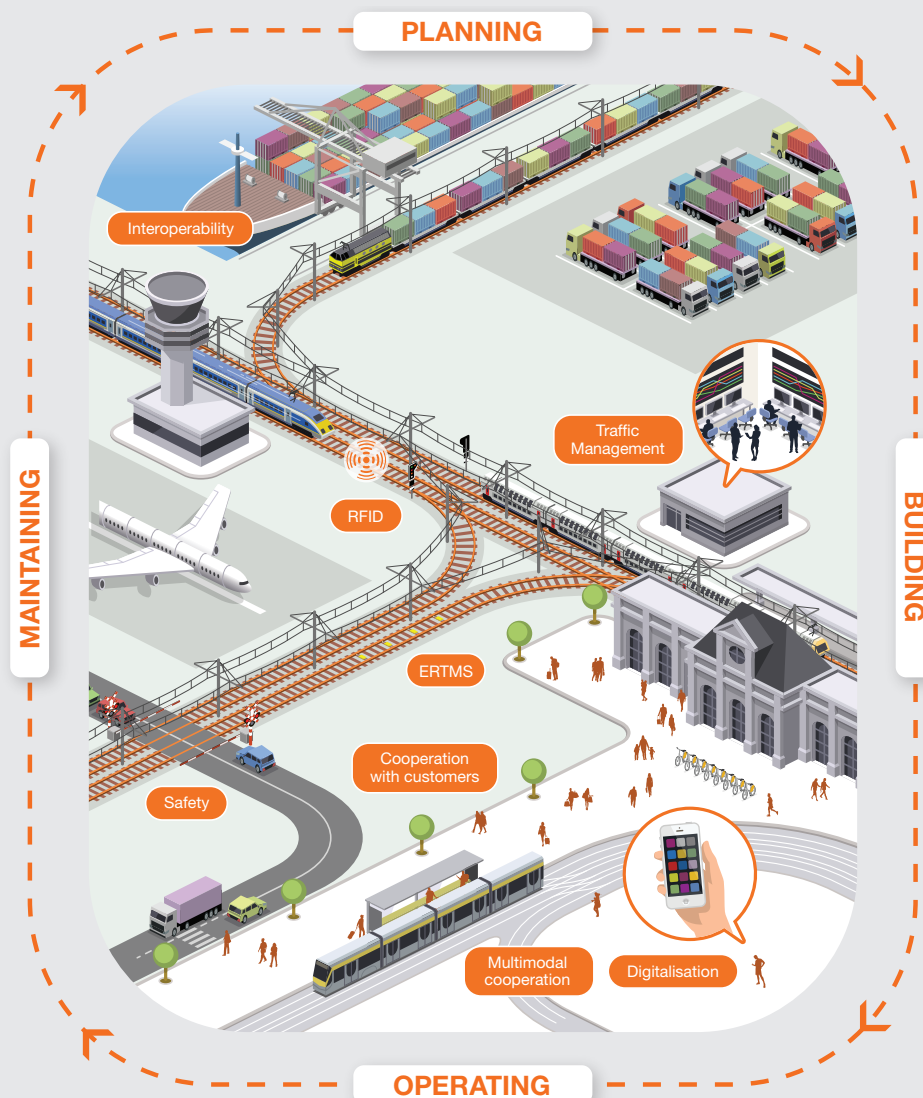 PLANNING
Interoperability
Traffic
Management
RFID
MAINTAINING
BUILDING
ERTMS
Cooperation
with customers
Safety
Multimodal
cooperation
Digitalisation
OPERATING